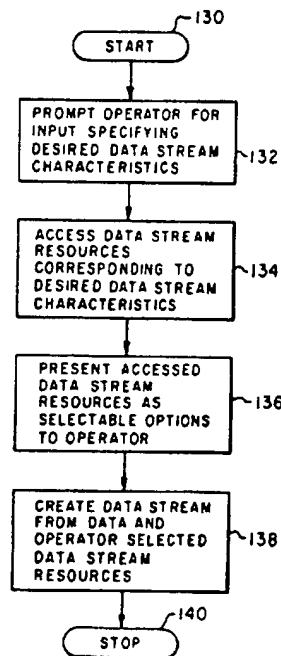 130
START
PROMPT OPERATOR FOR
INPUT SPECIFYING
DESIRED DATA STREAM
CHARACTERISTICS
132
ACCESS DATA STREAM
RESOURCES
CORRESPONDING TO
DESIRED DATA STREAM
CHARACTERISTICS
134
PRESENT ACCESSED
DATA STREAM
RESOURCES AS
SELECTABLE OPTIONS
TO OPERATOR
136
CREATE DATA STREAM
FROM DATA AND
OPERATOR SELECTED
DATA STREAM
RESOURCES
138
140
STOP